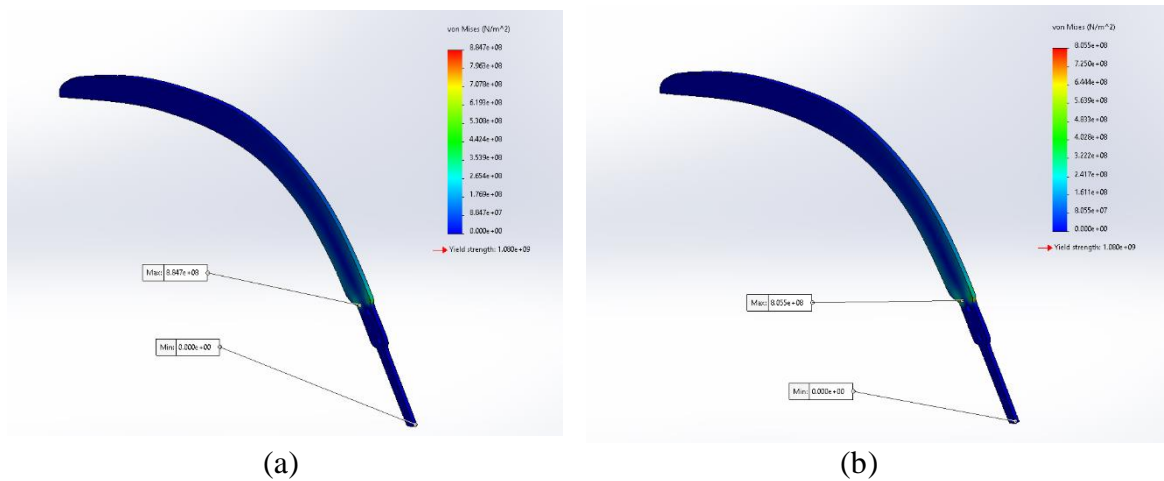 von Mises (N/m^2)
8.847e+08
7.963e+08
7.078e+08
6.193e+08
5.308e+08
4.424e+08
3.539e+08
2.654e+08
1.769e+08
8.847e+07
0.000e+00
Yield strength: 1.080e+09
Max: 8.847e+08
Min: 0.000e+00
(a)
von Mises (N/m^2)
8.055e+08
7.250e+08
6.444e+08
5.639e+08
4.833e+08
4.028e+08
3.222e+08
2.417e+08
1.611e+08
8.055e+07
0.000e+00
Yield strength: 1.080e+09
Max: 8.055e+08
Min: 0.000e+00
(b)